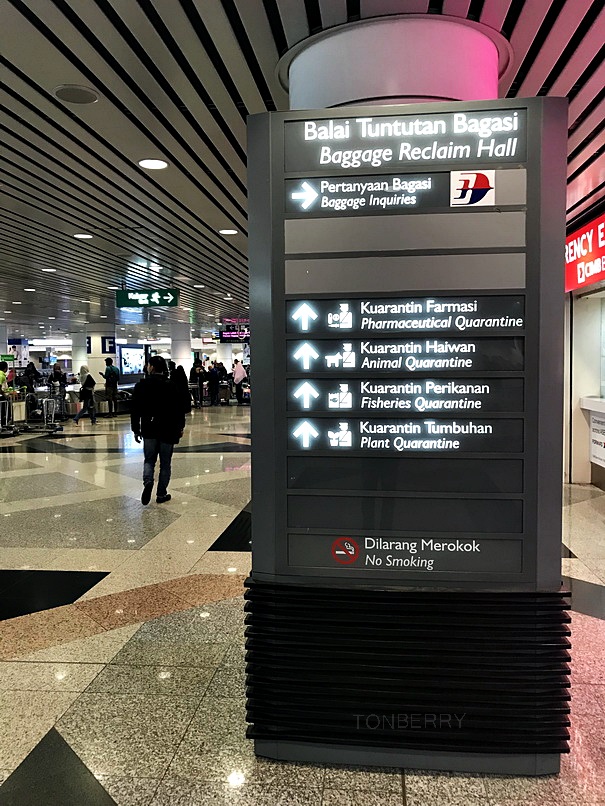 Balai Tuntutan Bagasi
Baggage Reclaim Hall
Pertanyaan Bagasi
Baggage Inquiries
Kuarantin Farmasi
Pharmaceutical Quarantine
Kuarantin Haiwan
Animal Quarantine
Kuarantin Perikanan
Fisheries Quarantine
Kuarantin Tumbuhan
Plant Quarantine
Dilarang Merokok
No Smoking
TONBERRY
RENCY E
CIMB
F